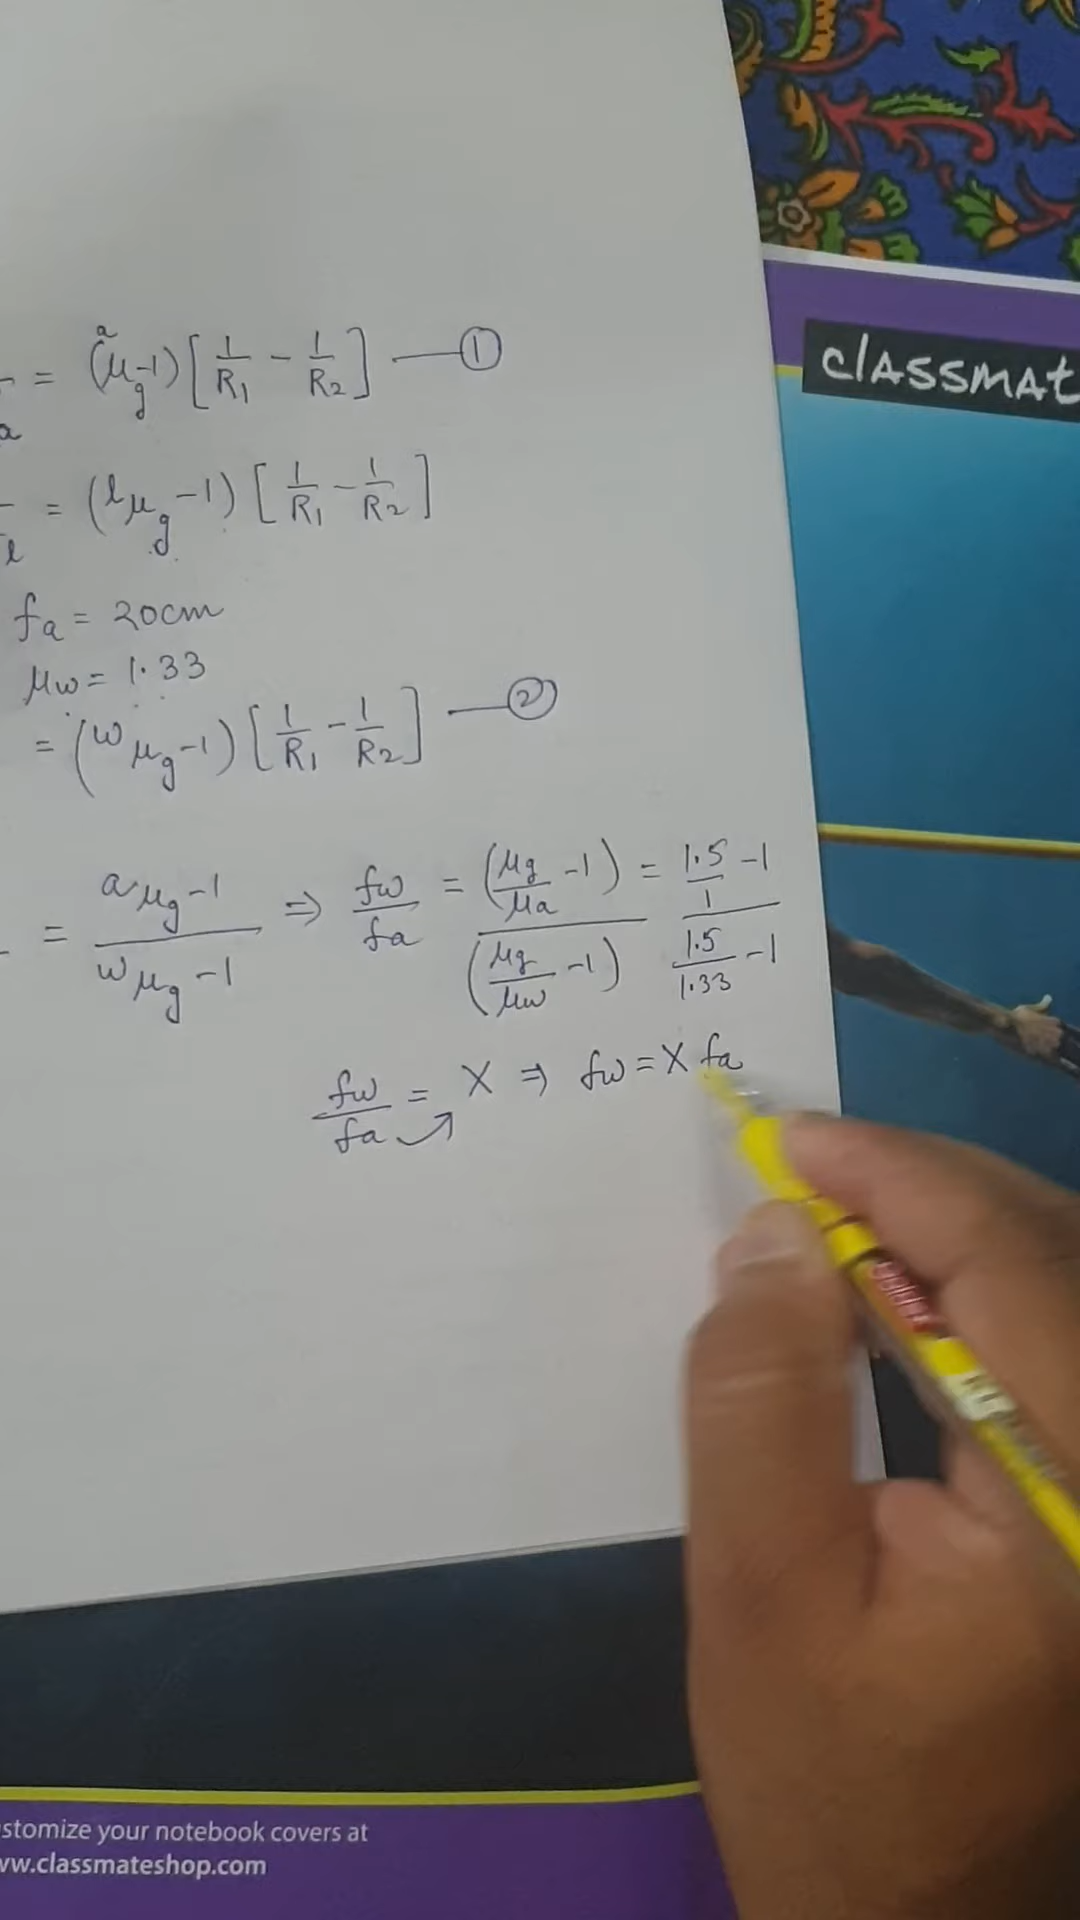 a
= (μg-1) [1/R1 - 1/R2] —①
a
= (lμg -1) [1/R1 - 1/R2]
l
fa = 20cm
μw = 1.33
= (wμg -1) [1/R1 - 1/R2] —②
= aμg -1 / wμg -1 ⇒ fw/fa = (μg/μa -1) / (μg/μw -1) = 1.5/1 -1 / 1.5/1.33 -1
fw/fa = X ⇒ fw = X fa
classmat
stomize your notebook covers at
ww.classmateshop.com